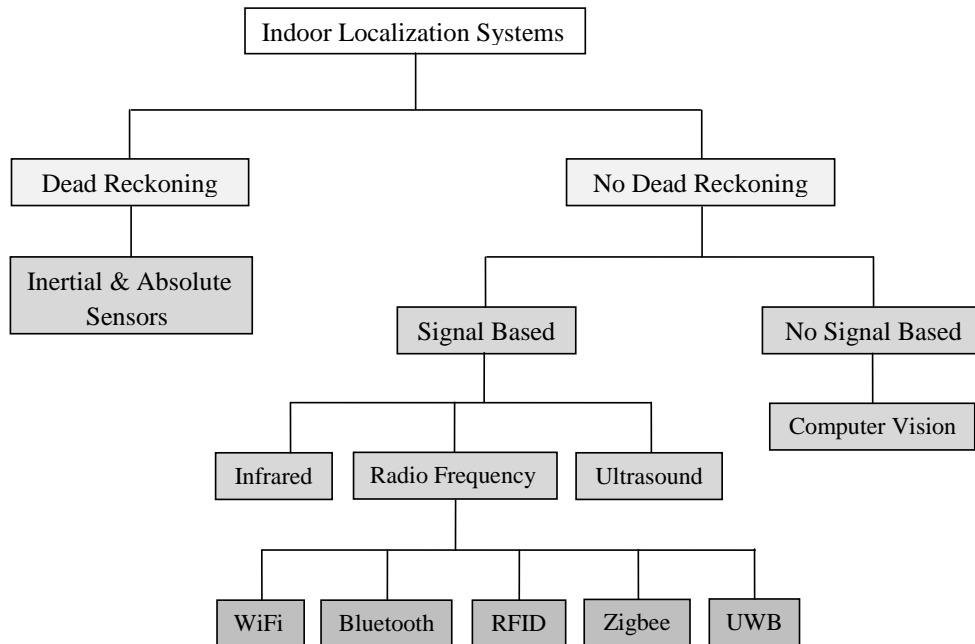 Indoor Localization Systems
Dead Reckoning
No Dead Reckoning
Inertial & Absolute
Sensors
Signal Based
No Signal Based
Computer Vision
Infrared
Radio Frequency
Ultrasound
WiFi
Bluetooth
RFID
Zigbee
UWB